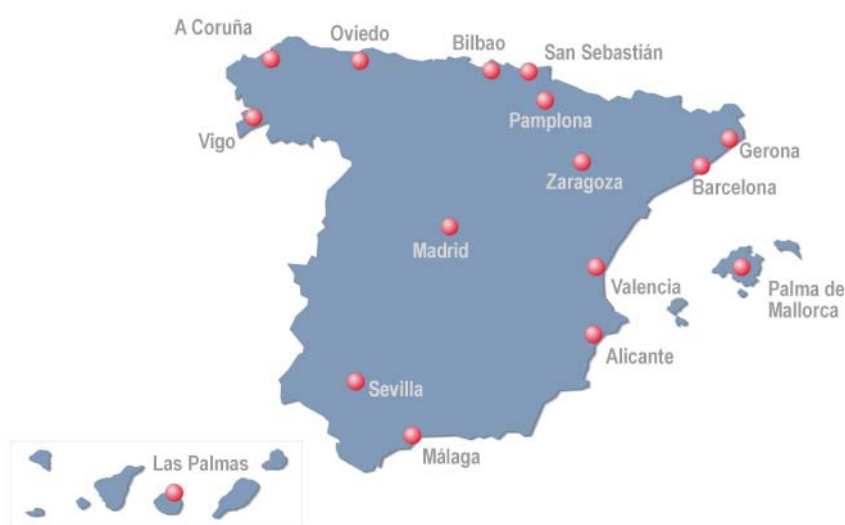 A Coruña
Oviedo
Bilbao
San Sebastián
Pamplona
Vigo
Gerona
Zaragoza
Barcelona
Madrid
Valencia
Palma de
Mallorca
Alicante
Sevilla
Málaga
Las Palmas